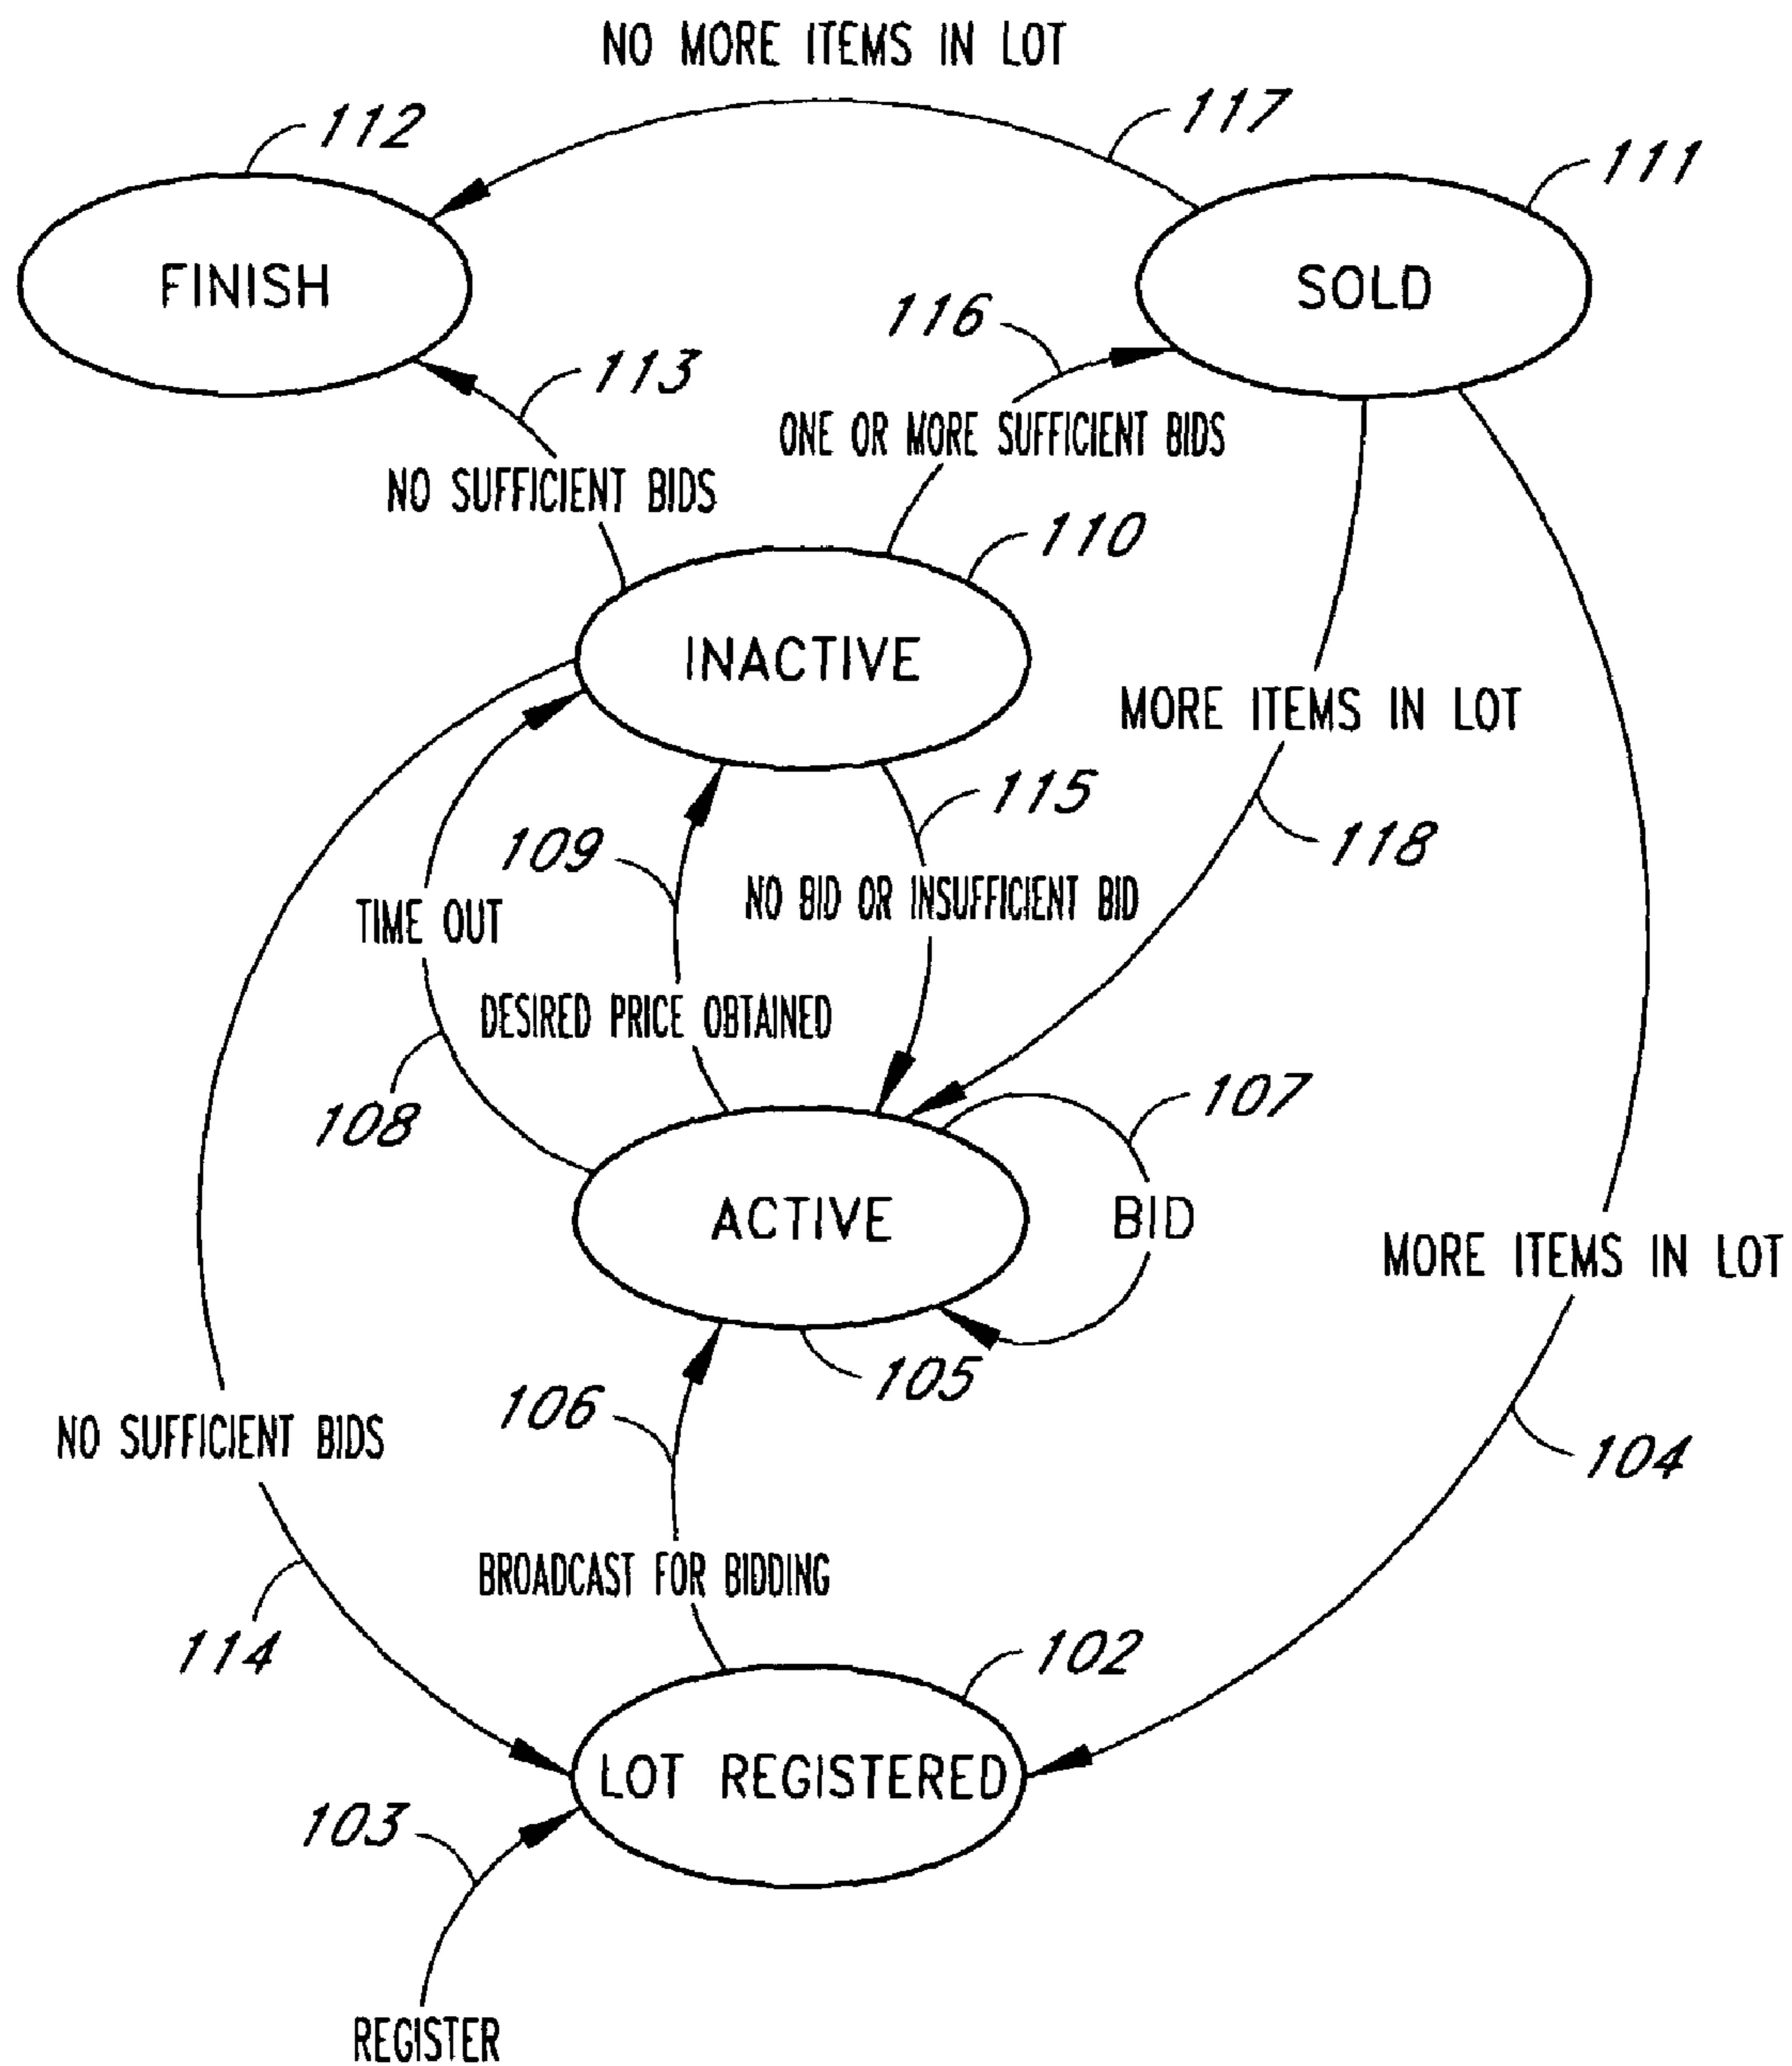 NO MORE ITEMS IN LOT
117
112
111
FINISH
SOLD
116
113
ONE OR MORE SUFFICIENT BIDS
NO SUFFICIENT BIDS
110
INACTIVE
MORE ITEMS IN LOT
115
109
118
TIME OUT
NO BID OR INSUFFICIENT BID
DESIRED PRICE OBTAINED
108
107
ACTIVE
BID
MORE ITEMS IN LOT
105
106
NO SUFFICIENT BIDS
104
BROADCAST FOR BIDDING
114
102
LOT REGISTERED
103
REGISTER